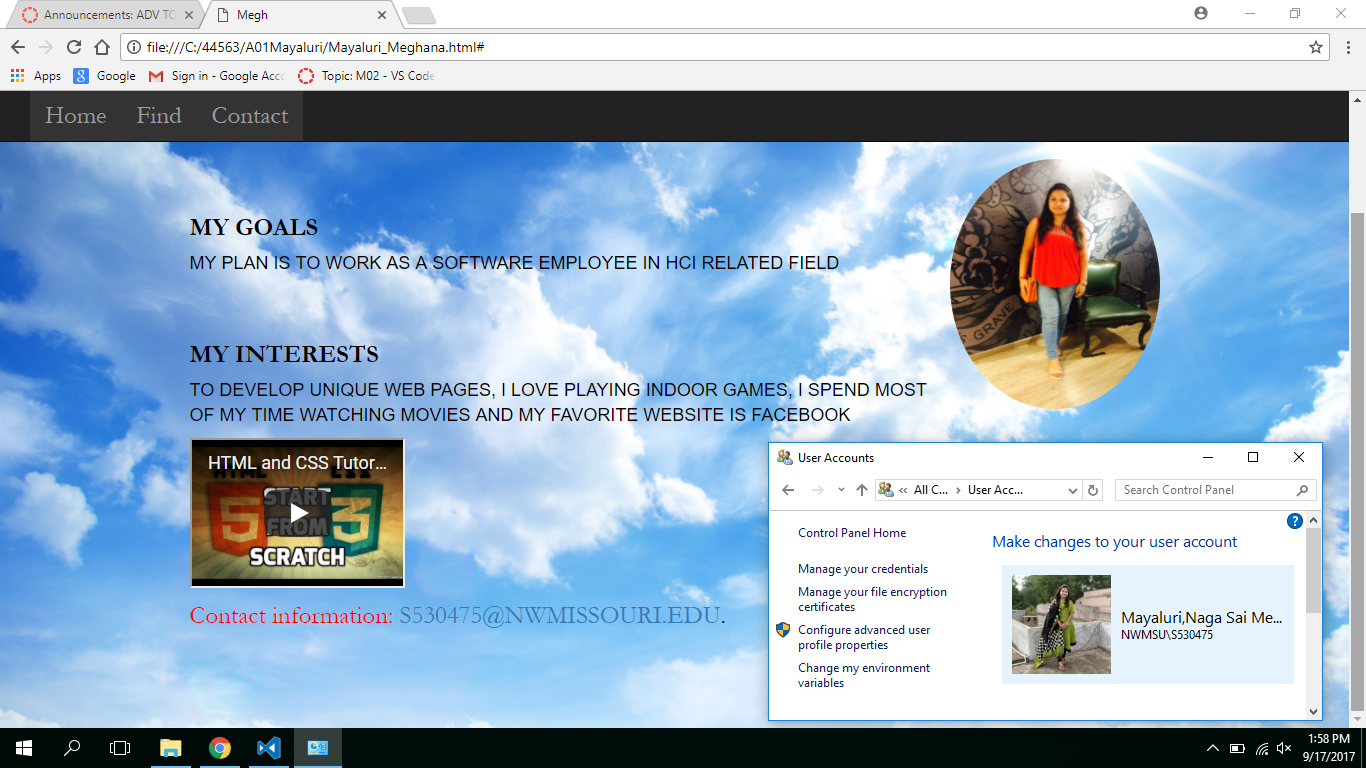 Announcements: ADV TO
Megh
file:///C:/44563/A01Mayaluri/Mayaluri_Meghana.html#
Apps
Google
Sign in - Google Acc
Topic: M02 - VS Code
Home Find Contact
MY GOALS
MY PLAN IS TO WORK AS A SOFTWARE EMPLOYEE IN HCI RELATED FIELD
MY INTERESTS
TO DEVELOP UNIQUE WEB PAGES, I LOVE PLAYING INDOOR GAMES, I SPEND MOST
OF MY TIME WATCHING MOVIES AND MY FAVORITE WEBSITE IS FACEBOOK
HTML and CSS Tutor...
START
FROM
SCRATCH
5 3
Contact information: S530475@NWMISSOURI.EDU.
GRAVE
User Accounts
« All C... › User Acc...
Search Control Panel
Control Panel Home
Manage your credentials
Manage your file encryption
certificates
Configure advanced user
profile properties
Change my environment
variables
Make changes to your user account
Mayaluri,Naga Sai Me...
NWMSU\S530475
1:58 PM
9/17/2017